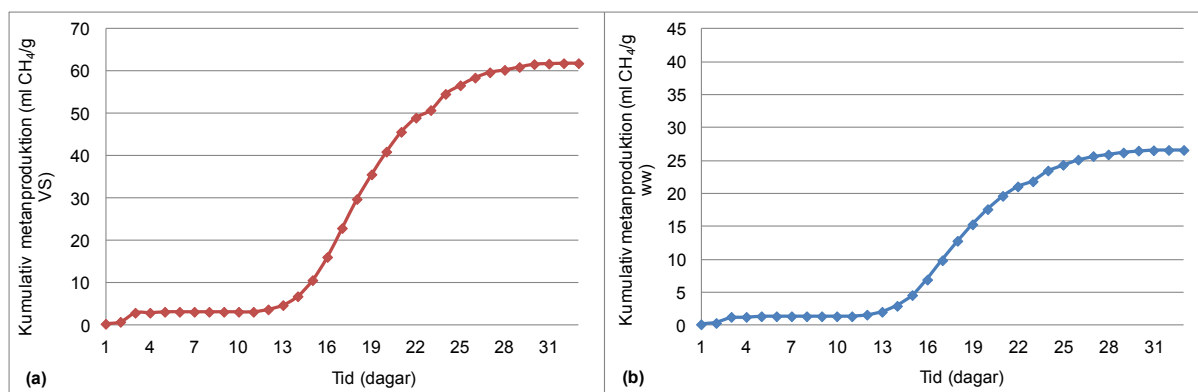 Kumulativ metanproduktion (ml CH4/g
VS)
70
60
50
40
30
20
10
0
1 4 7 10 13 16 19 22 25 28 31
(a)
Tid (dagar)
Kumulativ metanproduktion (ml CH4/g
ww)
45
40
35
30
25
20
15
10
5
0
1 4 7 10 13 16 19 22 25 28 31
(b)
Tid (dagar)